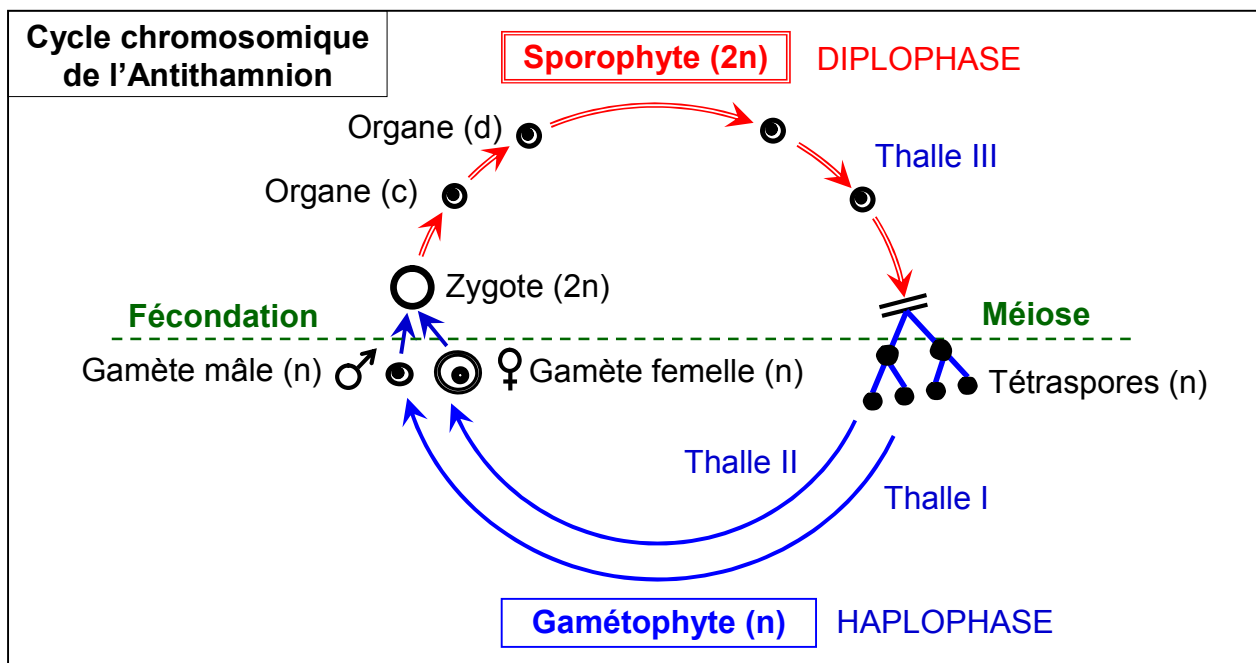 Cycle chromosomique
de l'Antithamnion
Sporophyte (2n) DIPLOPHASE
Organe (d)
Thalle III
Organe (c)
Zygote (2n)
Fécondation
Méiose
Gamète mâle (n) ♂ ♀ Gamète femelle (n)
Tétraspores (n)
Thalle II
Thalle I
Gamétophyte (n) HAPLOPHASE